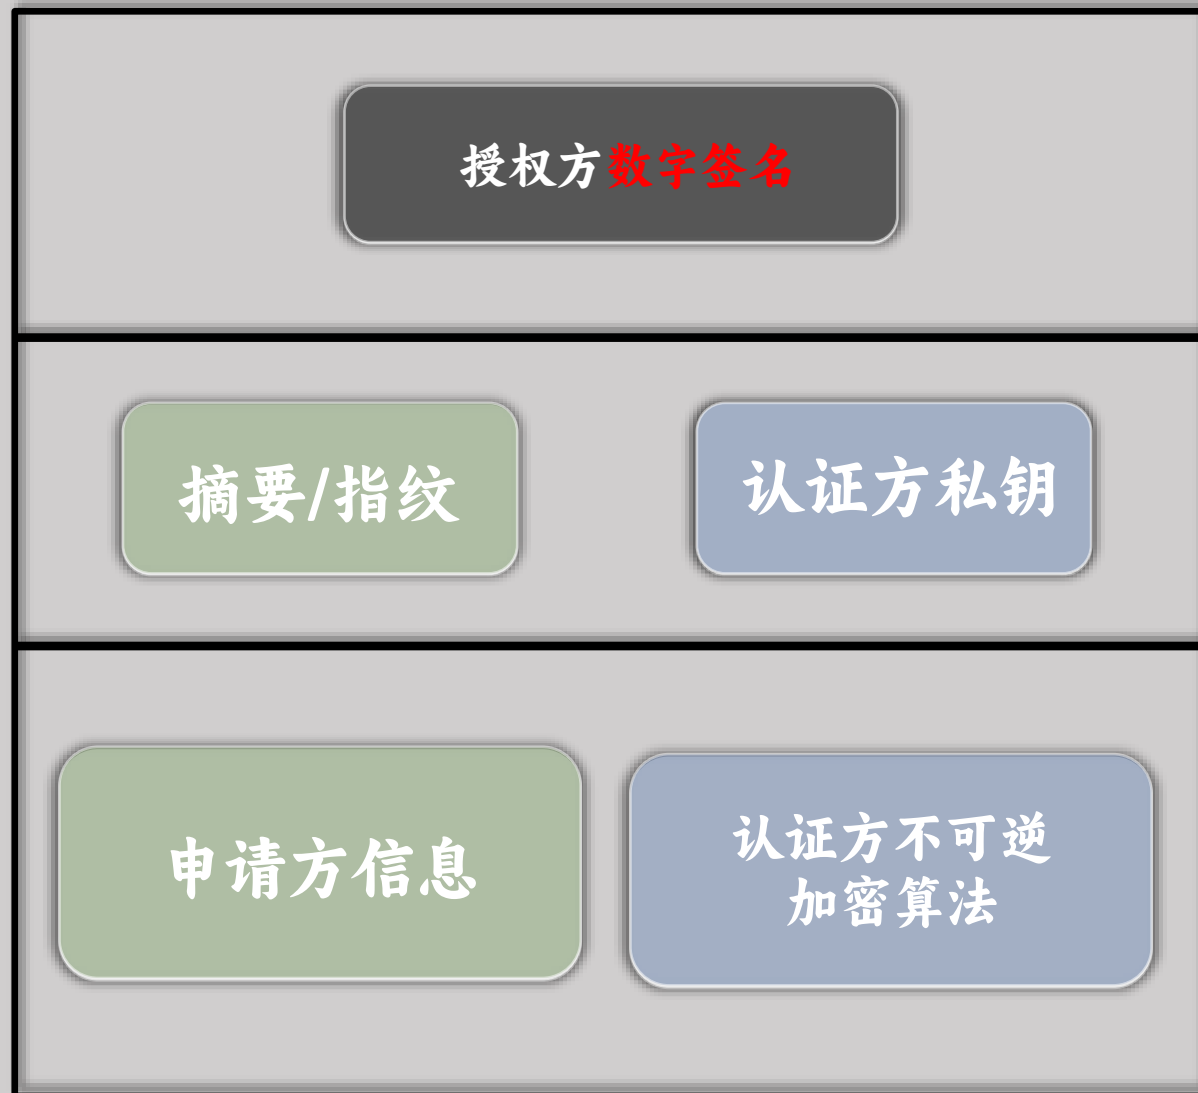 授权方数字签名
摘要/指纹
认证方私钥
申请方信息
认证方不可逆
加密算法